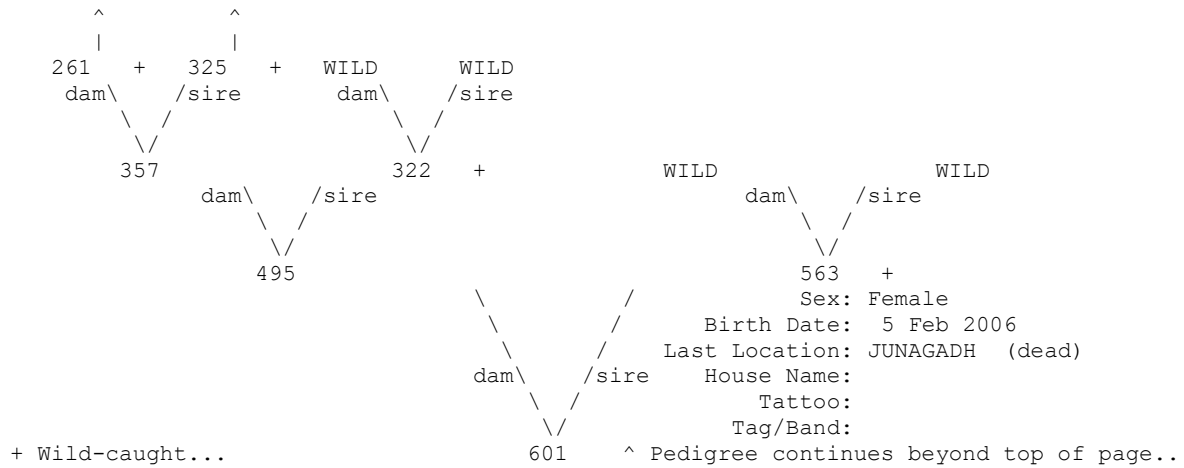 ^ ^
| |
261 + 325 + WILD WILD
dam\ /sire dam\ /sire
\ / \ /
\/ \/
357 322 + WILD WILD
dam\ /sire dam\ /sire
\ / \ /
\/ \/
495 563 +
\ / Sex: Female
\ / Birth Date: 5 Feb 2006
\ / Last Location: JUNAGADH (dead)
dam\ /sire House Name:
\ / Tattoo:
\/ Tag/Band:
+ Wild-caught... 601 ^ Pedigree continues beyond top of page..